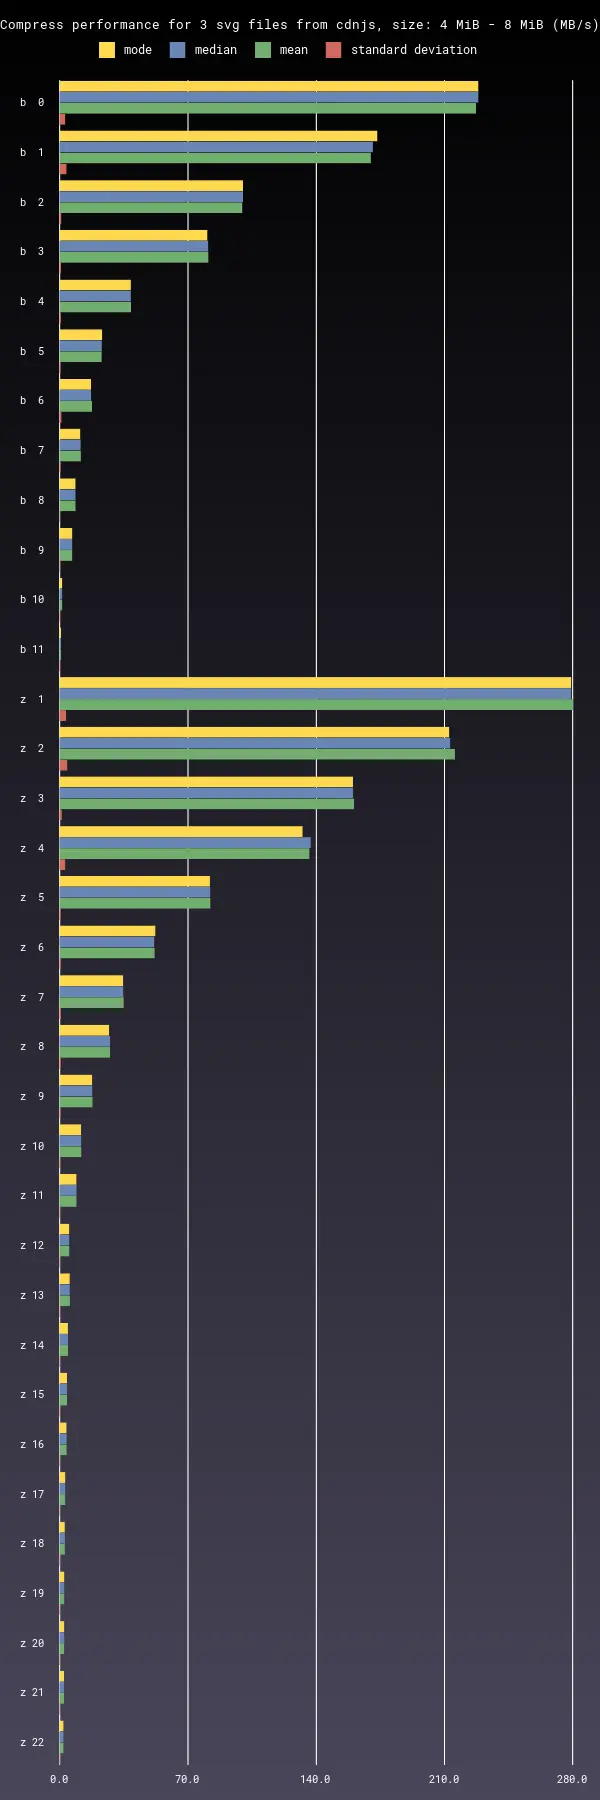 Compress performance for 3 svg files from cdnjs, size: 4 MiB - 8 MiB (MB/s)
mode median mean standard deviation
b 0
b 1
b 2
b 3
b 4
b 5
b 6
b 7
b 8
b 9
b 10
b 11
z 1
z 2
z 3
z 4
z 5
z 6
z 7
z 8
z 9
z 10
z 11
z 12
z 13
z 14
z 15
z 16
z 17
z 18
z 19
z 20
z 21
z 22
0.0 70.0 140.0 210.0 280.0